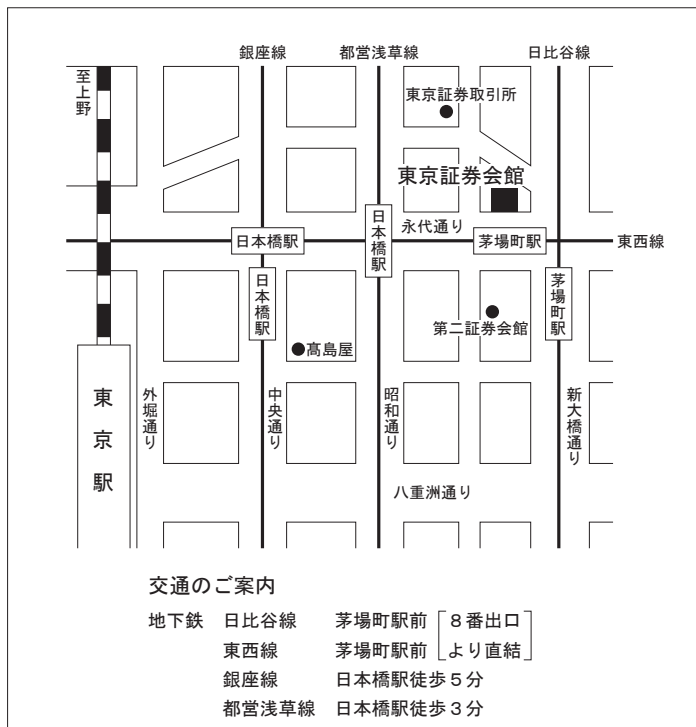 銀座線
都営浅草線
日比谷線
至上野
東京証券取引所
東京証券会館
永代通り
日本橋駅
日本橋駅
茅場町駅
東西線
日本橋駅
茅場町駅
第二証券会館
髙島屋
東京駅
外堀通り
中央通り
昭和通り
新大橋通り
八重洲通り
交通のご案内
地下鉄 日比谷線 茅場町駅前 8番出口
東西線 茅場町駅前 より直結
銀座線 日本橋駅徒歩5分
都営浅草線 日本橋駅徒歩3分